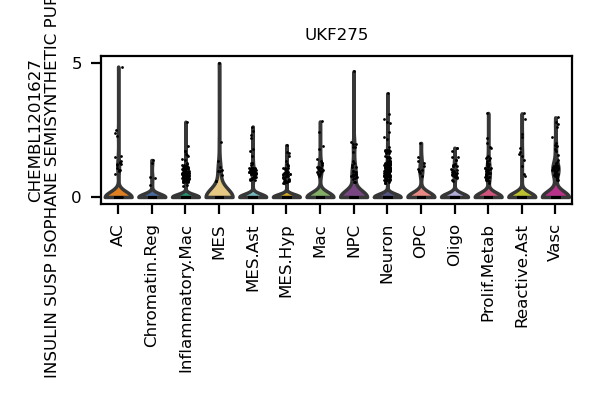 UKF275
CHEMBL1201627
INSULIN SUSP ISOPHANE SEMISYNTHETIC PUR
5
0
AC
Chromatin.Reg
Inflammatory.Mac
MES
MES.Ast
MES.Hyp
Mac
NPC
Neuron
OPC
Oligo
Prolif.Metab
Reactive.Ast
Vasc